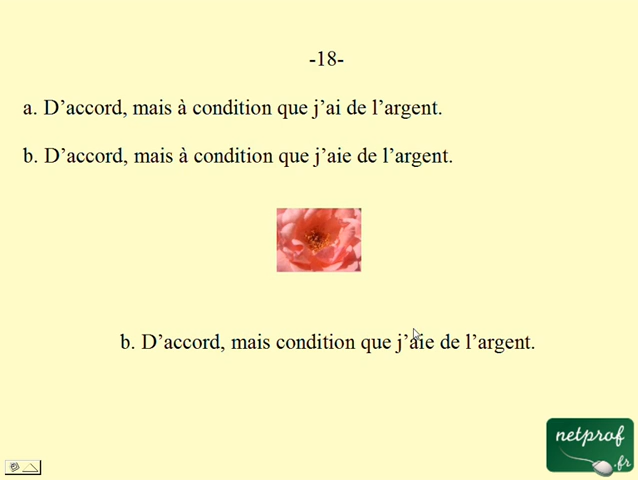 -18-
a. D’accord, mais à condition que j’ai de l’argent.
b. D’accord, mais à condition que j’aie de l’argent.
b. D’accord, mais condition que j’aie de l’argent.
netprof
.fr